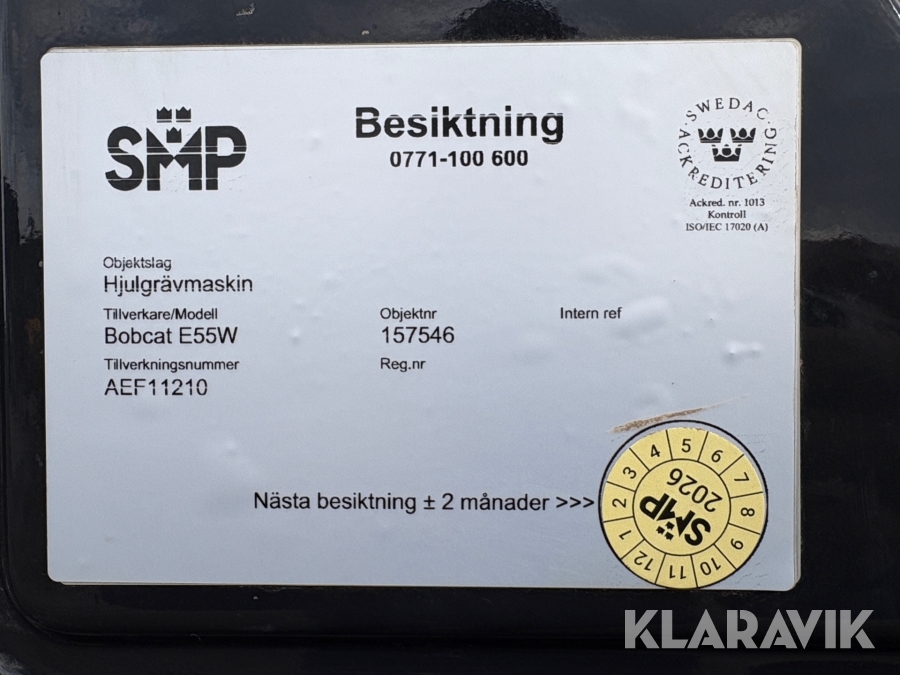 SMP
Besiktning
0771-100 600
SWEDAC
ACKREDITERING
Ackred. nr. 1013
Kontroll
ISO/IEC 17020 (A)
Objektslag
Hjulgrävmaskin
Tillverkare/Modell
Bobcat E55W
Objektnr
157546
Intern ref
Tillverkningsnummer
AEF11210
Reg.nr
Nästa besiktning ± 2 månader >>>
1 2 3 4 5 6 7 8 9 10 11 12
SMP
2026
KLARAVIK